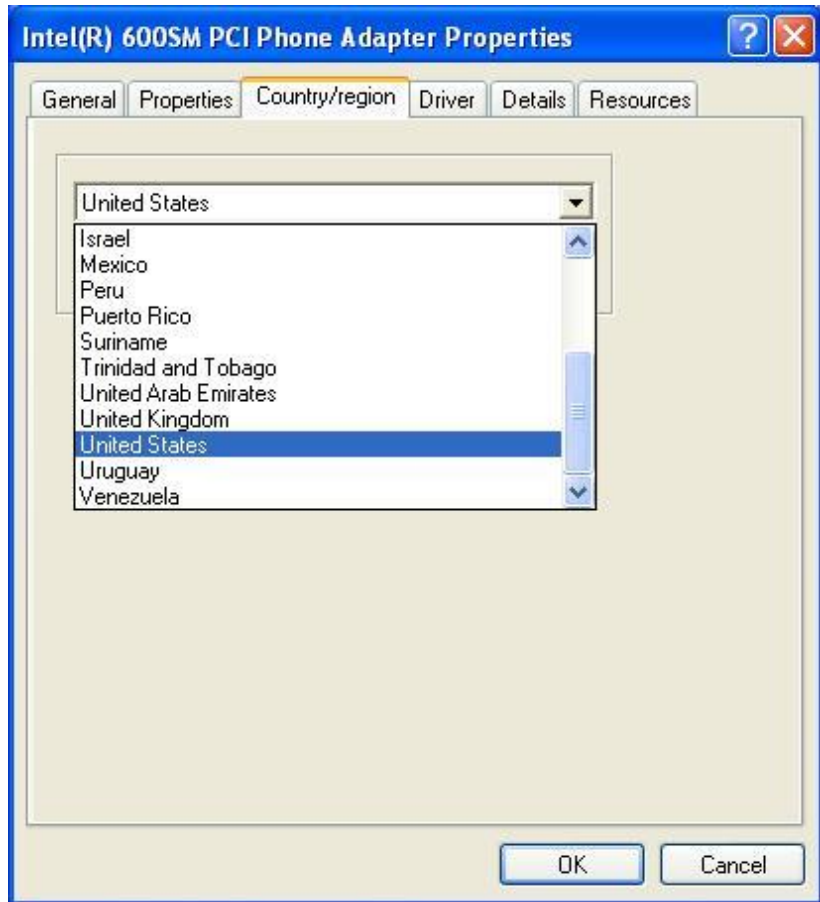 Intel(R) 600SM PCI Phone Adapter Properties
General Properties Country/region Driver Details Resources
United States
Israel
Mexico
Peru
Puerto Rico
Suriname
Trinidad and Tobago
United Arab Emirates
United Kingdom
United States
Uruguay
Venezuela
OK Cancel